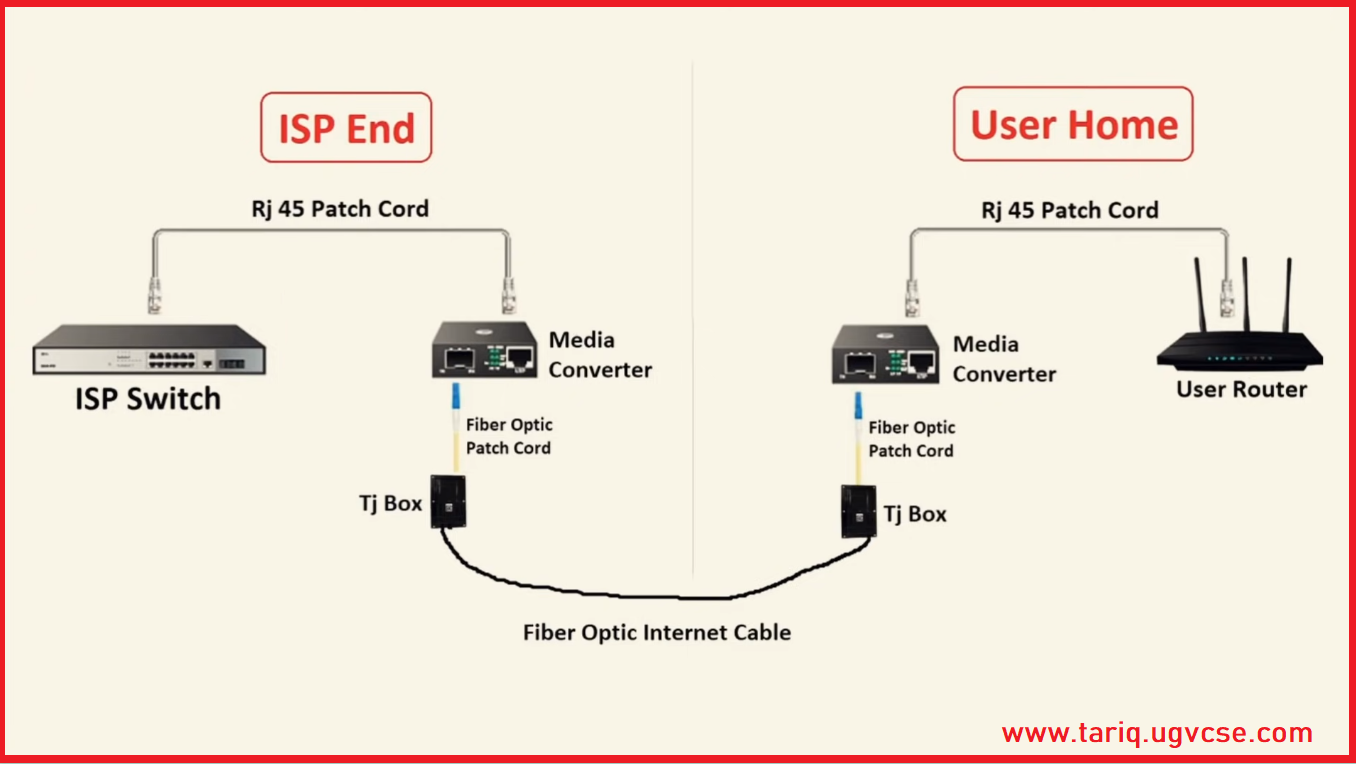 ISP End
User Home
Rj 45 Patch Cord
Rj 45 Patch Cord
Media
Converter
Media
Converter
ISP Switch
User Router
Fiber Optic
Patch Cord
Fiber Optic
Patch Cord
Tj Box
Tj Box
Fiber Optic Internet Cable
www.tariq.ugvcse.com